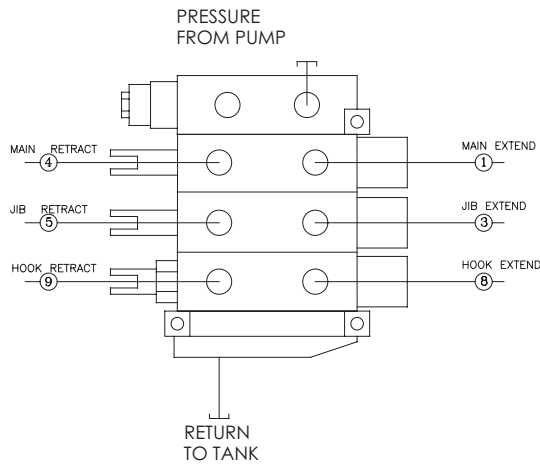 PRESSURE
FROM PUMP
MAIN RETRACT
4
MAIN EXTEND
1
JIB RETRACT
5
JIB EXTEND
3
HOOK RETRACT
9
HOOK EXTEND
8
RETURN
TO TANK